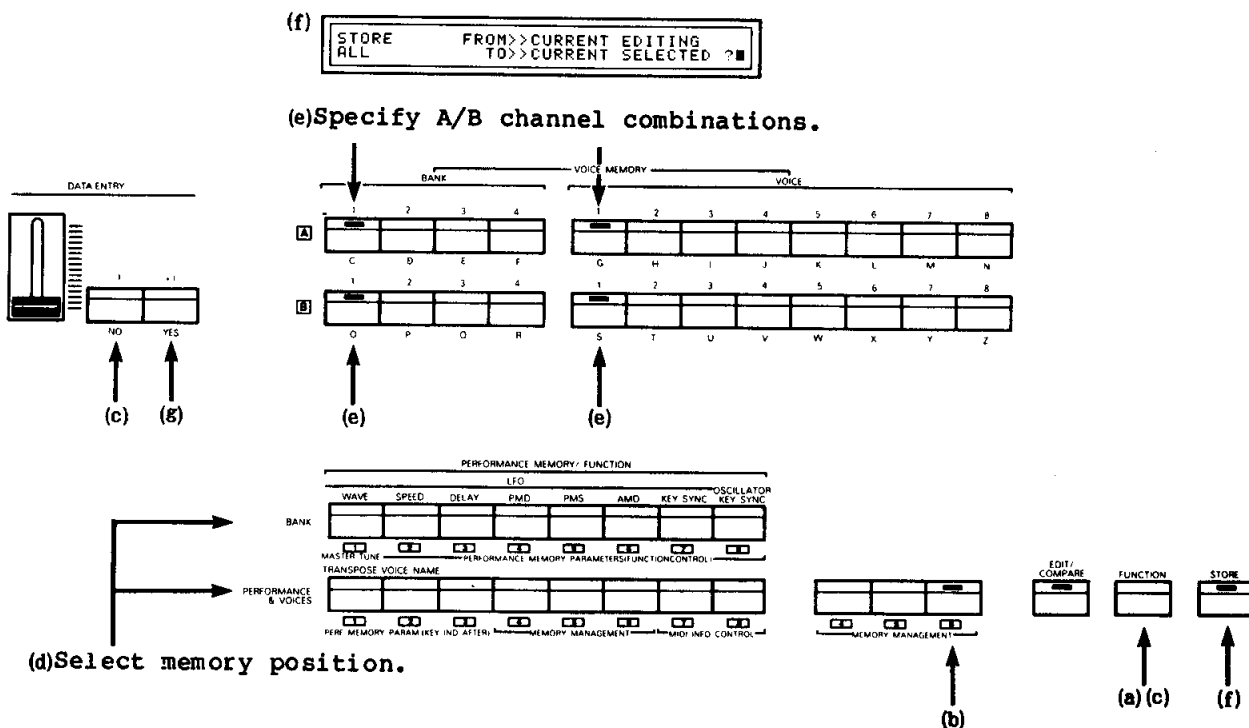 (f)
STORE FROM>>CURRENT EDITING
ALL TO>>CURRENT SELECTED ?
(e)Specify A/B channel combinations.
VOICE MEMORY
DATA ENTRY
BANK VOICE
1 2 3 4 1 2 3 4 5 6 7 8
A
C D E F G H I J K L M N
1 +1
1 2 3 4 1 2 3 4 5 6 7 8
B
NO YES
O P Q R S T U V W X Y Z
(c) (g) (e) (e)
PERFORMANCE MEMORY/ FUNCTION
LFO
WAVE SPEED DELAY PMD PMS AMD KEY SYNC OSCILLATOR KEY SYNC
BANK
MASTER TUNE PERFORMANCE MEMORY PARAMETERS(FUNCTION CONTROL)
TRANSPOSE VOICE NAME
PERFORMANCE & VOICES
EDIT/ COMPARE FUNCTION STORE
PERF MEMORY PARAM (KEY IND AFTER) MEMORY MANAGEMENT MIDI INFO CONTROL MEMORY MANAGEMENT
(d)Select memory position.
(b) (a) (c) (f)